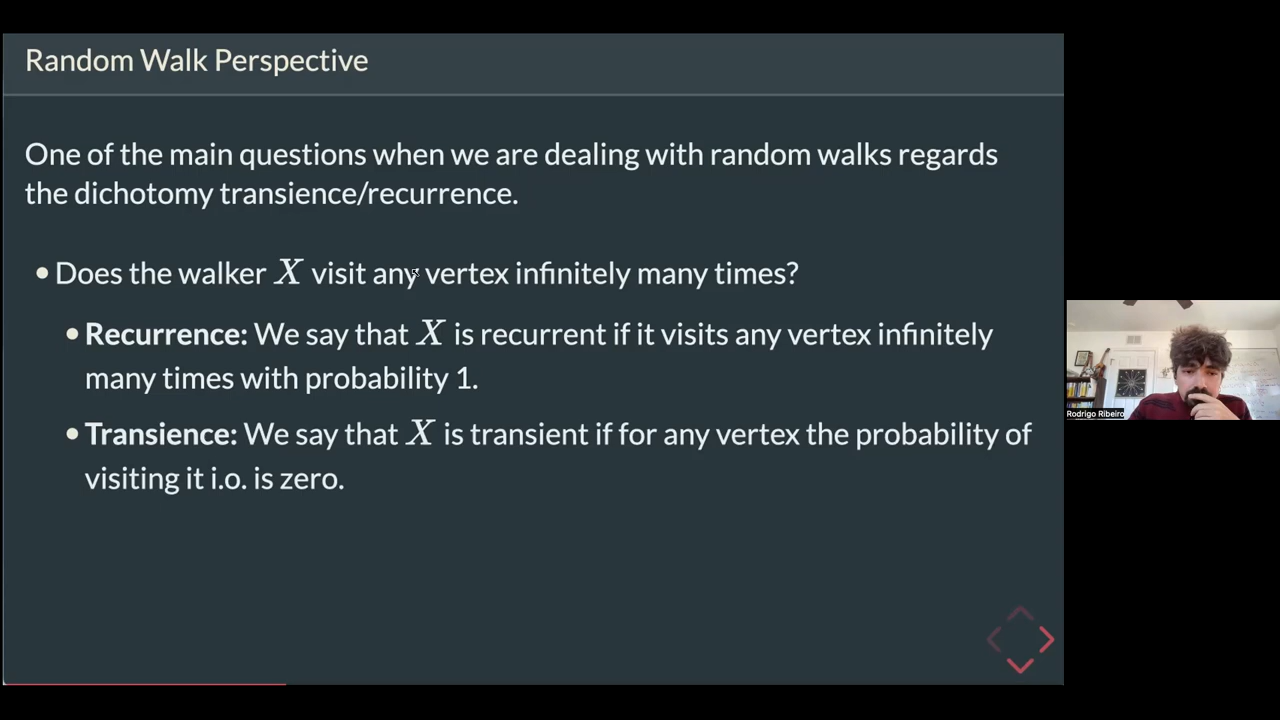 Random Walk Perspective
One of the main questions when we are dealing with random walks regards
the dichotomy transience/recurrence.
• Does the walker X visit any vertex infinitely many times?
• Recurrence: We say that X is recurrent if it visits any vertex infinitely
many times with probability 1.
• Transience: We say that X is transient if for any vertex the probability of
visiting it i.o. is zero.
Rodrigo Ribeiro